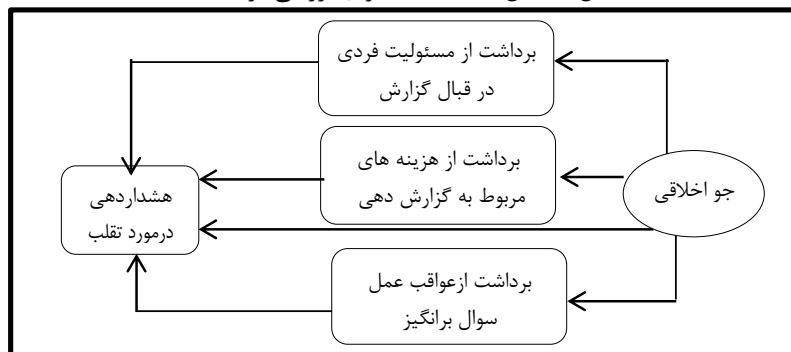 برداشت از مسئولیت فردی
در قبال گزارش
برداشت از هزینه های
مربوط به گزارش دهی
جو اخلاقی
هشداردهی
درمورد تقلب
برداشت ازعواقب عمل
سوال برانگیز